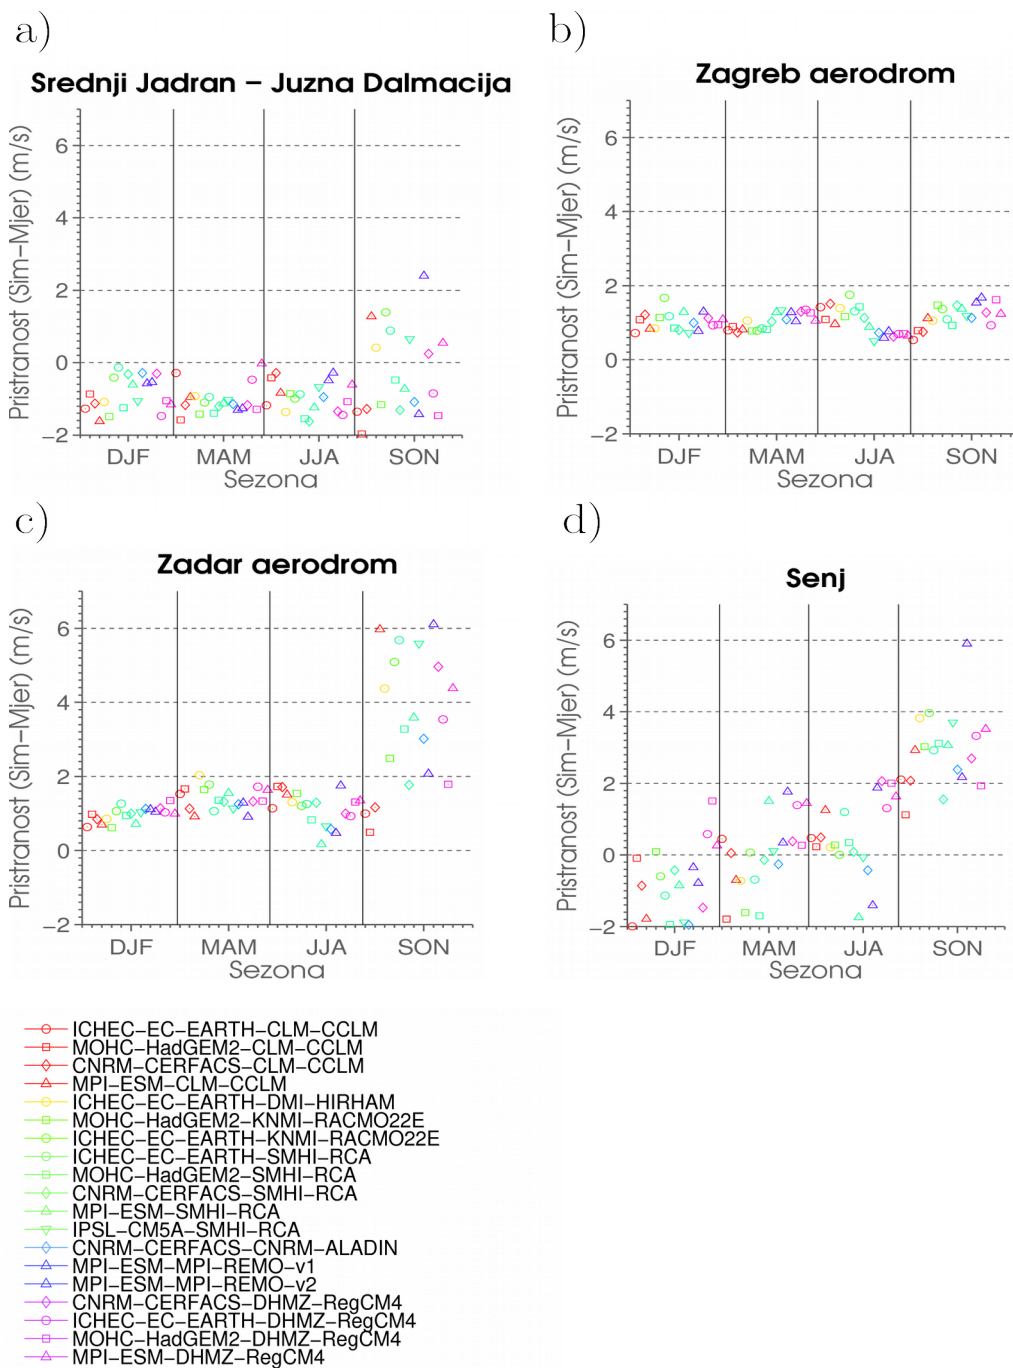 a)
Srednji Jadran – Juzna Dalmacija
Pristranost (Sim–Mjer) (m/s)
6
4
2
0
−2
DJF MAM JJA SON
Sezona
b)
Zagreb aerodrom
Pristranost (Sim–Mjer) (m/s)
6
4
2
0
−2
DJF MAM JJA SON
Sezona
c)
Zadar aerodrom
Pristranost (Sim–Mjer) (m/s)
6
4
2
0
−2
DJF MAM JJA SON
Sezona
d)
Senj
Pristranost (Sim–Mjer) (m/s)
6
4
2
0
−2
DJF MAM JJA SON
Sezona
ICHEC–EC–EARTH–CLM–CCLM
MOHC–HadGEM2–CLM–CCLM
CNRM–CERFACS–CLM–CCLM
MPI–ESM–CLM–CCLM
ICHEC–EC–EARTH–DMI–HIRHAM
MOHC–HadGEM2–KNMI–RACMO22E
ICHEC–EC–EARTH–KNMI–RACMO22E
ICHEC–EC–EARTH–SMHI–RCA
MOHC–HadGEM2–SMHI–RCA
CNRM–CERFACS–SMHI–RCA
MPI–ESM–SMHI–RCA
IPSL–CM5A–SMHI–RCA
CNRM–CERFACS–CNRM–ALADIN
MPI–ESM–MPI–REMO–v1
MPI–ESM–MPI–REMO–v2
CNRM–CERFACS–DHMZ–RegCM4
ICHEC–EC–EARTH–DHMZ–RegCM4
MOHC–HadGEM2–DHMZ–RegCM4
MPI–ESM–DHMZ–RegCM4